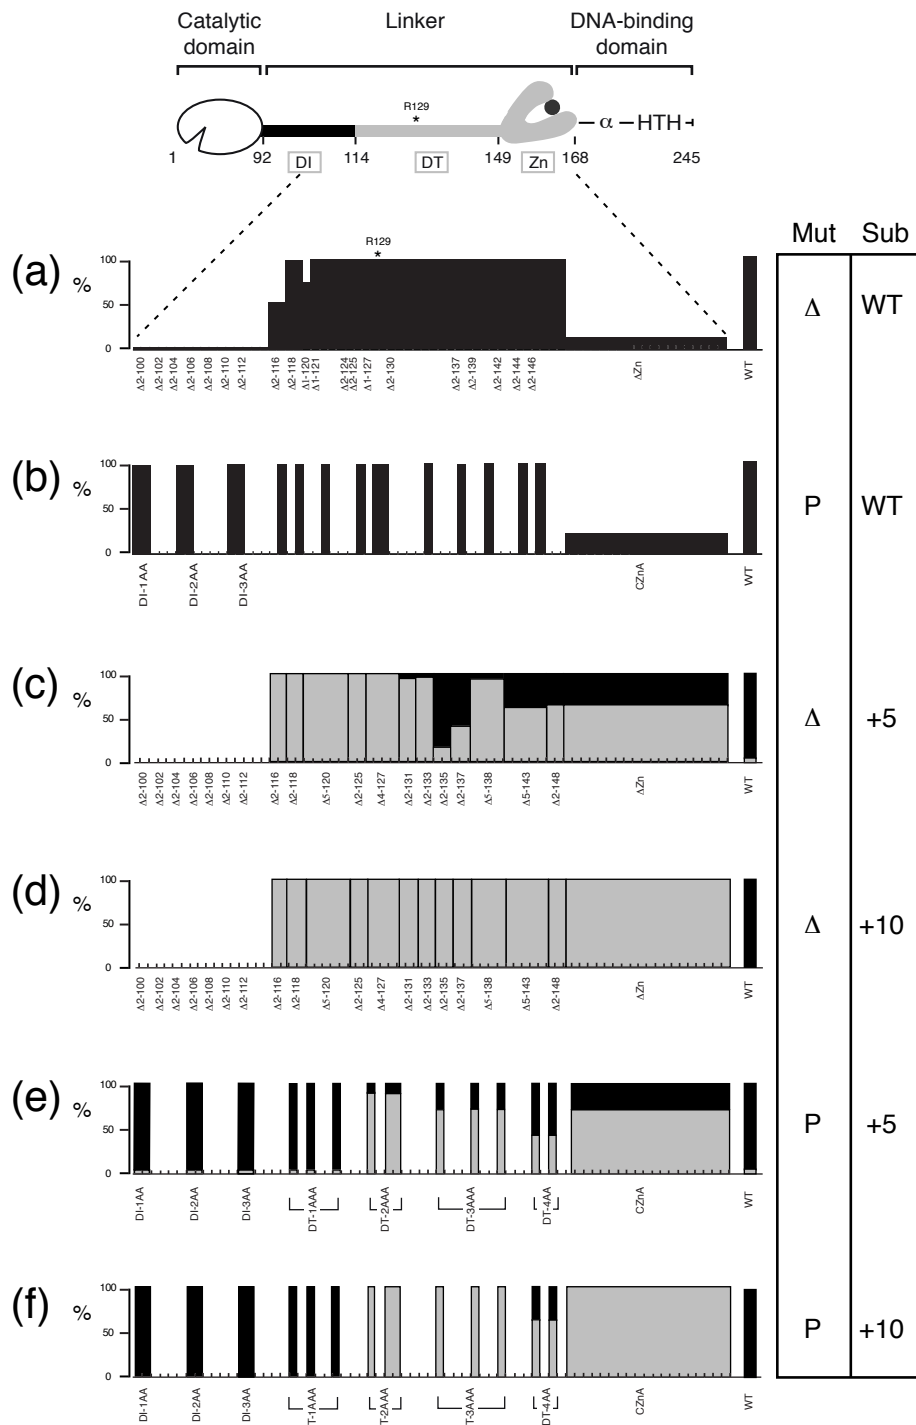 Catalytic domain Linker DNA-binding domain
R129
*
α HTH
1 92 114 149 168 245
DI DT Zn
Mut Sub
R129
*
(a) % 100 50 0 Δ WT
Δ2-100 Δ2-102 Δ2-104 Δ2-106 Δ2-108 Δ2-110 Δ2-112 Δ2-116 Δ2-118 Δ1-120 Δ1-121 Δ2-124 Δ2-125 Δ1-127 Δ2-130 Δ2-137 Δ2-139 Δ2-142 Δ2-144 Δ2-146 ΔZn WT
(b) % 100 50 0 P WT
DI-1AA DI-2AA DI-3AA CZnA WT
(c) % 100 50 0 Δ +5
Δ2-100 Δ2-102 Δ2-104 Δ2-106 Δ2-108 Δ2-110 Δ2-112 Δ2-116 Δ2-118 Δ5-120 Δ2-125 Δ4-127 Δ2-131 Δ2-133 Δ2-135 Δ2-137 Δ5-138 Δ5-143 Δ2-148 ΔZn WT
(d) % 100 50 0 Δ +10
Δ2-100 Δ2-102 Δ2-104 Δ2-106 Δ2-108 Δ2-110 Δ2-112 Δ2-116 Δ2-118 Δ5-120 Δ2-125 Δ4-127 Δ2-131 Δ2-133 Δ2-135 Δ2-137 Δ5-138 Δ5-143 Δ2-148 ΔZn WT
(e) % 100 50 0 P +5
DI-1AA DI-2AA DI-3AA DT-1AAA DT-2AAA DT-3AAA DT-4AA CZnA WT
(f) % 100 50 0 P +10
DI-1AA DI-2AA DI-3AA T-1AAA T-2AAA T-3AAA DT-4AA CZnA WT